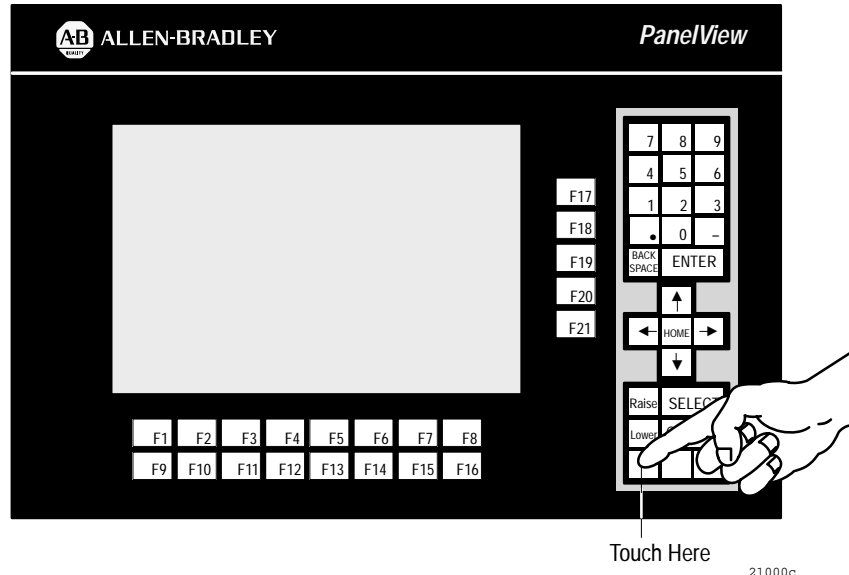 A·B QUALITY ALLEN-BRADLEY
PanelView
7 8 9
4 5 6
1 2 3
• 0 –
BACK SPACE ENTER
HOME
Raise SELECT
Lower
F17
F18
F19
F20
F21
F1 F2 F3 F4 F5 F6 F7 F8
F9 F10 F11 F12 F13 F14 F15 F16
Touch Here
21000c